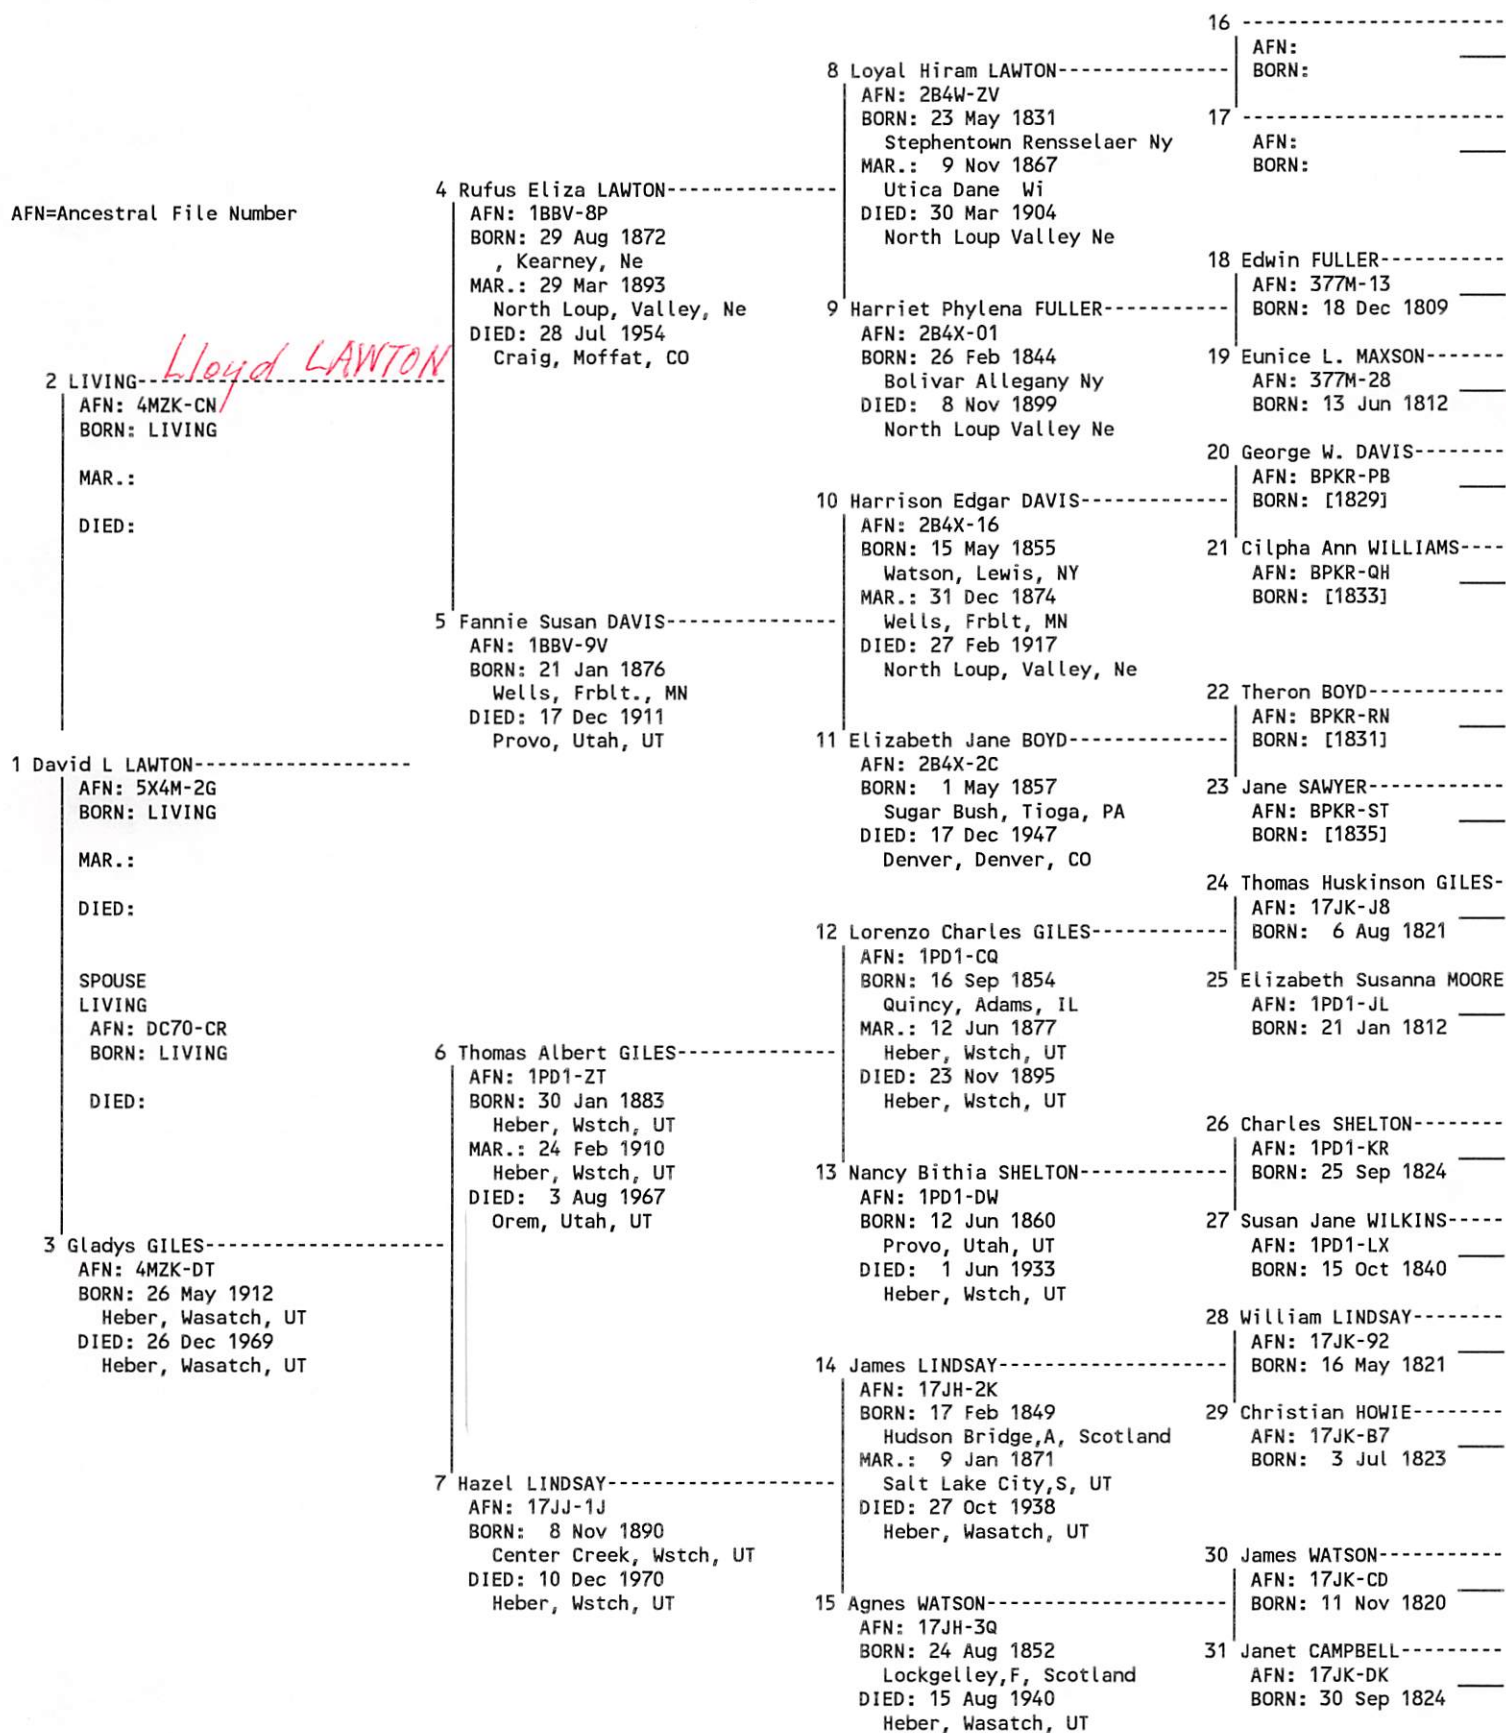 AFN=Ancestral File Number
1 David L LAWTON------------------
AFN: 5X4M-2G
BORN: LIVING
MAR.:
DIED:
SPOUSE
LIVING
AFN: DC70-CR
BORN: LIVING
DIED:
2 LIVING-------------------------- Lloyd LAWTON
AFN: 4MZK-CN
BORN: LIVING
MAR.:
DIED:
3 Gladys GILES--------------------
AFN: 4MZK-DT
BORN: 26 May 1912
Heber, Wasatch, UT
DIED: 26 Dec 1969
Heber, Wasatch, UT
4 Rufus Eliza LAWTON--------------
AFN: 1BBV-8P
BORN: 29 Aug 1872
, Kearney, Ne
MAR.: 29 Mar 1893
North Loup, Valley, Ne
DIED: 28 Jul 1954
Craig, Moffat, CO
5 Fannie Susan DAVIS--------------
AFN: 1BBV-9V
BORN: 21 Jan 1876
Wells, Frblt., MN
DIED: 17 Dec 1911
Provo, Utah, UT
6 Thomas Albert GILES-------------
AFN: 1PD1-ZT
BORN: 30 Jan 1883
Heber, Wstch, UT
MAR.: 24 Feb 1910
Heber, Wstch, UT
DIED: 3 Aug 1967
Orem, Utah, UT
7 Hazel LINDSAY-------------------
AFN: 17JJ-1J
BORN: 8 Nov 1890
Center Creek, Wstch, UT
DIED: 10 Dec 1970
Heber, Wstch, UT
8 Loyal Hiram LAWTON--------------
AFN: 2B4W-ZV
BORN: 23 May 1831
Stephentown Rensselaer Ny
MAR.: 9 Nov 1867
Utica Dane Wi
DIED: 30 Mar 1904
North Loup Valley Ne
9 Harriet Phylena FULLER----------
AFN: 2B4X-01
BORN: 26 Feb 1844
Bolivar Allegany Ny
DIED: 8 Nov 1899
North Loup Valley Ne
10 Harrison Edgar DAVIS------------
AFN: 2B4X-16
BORN: 15 May 1855
Watson, Lewis, NY
MAR.: 31 Dec 1874
Wells, Frblt, MN
DIED: 27 Feb 1917
North Loup, Valley, Ne
11 Elizabeth Jane BOYD-------------
AFN: 2B4X-2C
BORN: 1 May 1857
Sugar Bush, Tioga, PA
DIED: 17 Dec 1947
Denver, Denver, CO
12 Lorenzo Charles GILES-----------
AFN: 1PD1-CQ
BORN: 16 Sep 1854
Quincy, Adams, IL
MAR.: 12 Jun 1877
Heber, Wstch, UT
DIED: 23 Nov 1895
Heber, Wstch, UT
13 Nancy Bithia SHELTON------------
AFN: 1PD1-DW
BORN: 12 Jun 1860
Provo, Utah, UT
DIED: 1 Jun 1933
Heber, Wstch, UT
14 James LINDSAY-------------------
AFN: 17JH-2K
BORN: 17 Feb 1849
Hudson Bridge,A, Scotland
MAR.: 9 Jan 1871
Salt Lake City,S, UT
DIED: 27 Oct 1938
Heber, Wasatch, UT
15 Agnes WATSON--------------------
AFN: 17JH-3Q
BORN: 24 Aug 1852
Lockgelley,F, Scotland
DIED: 15 Aug 1940
Heber, Wasatch, UT
16 ----------------------
AFN:
BORN:
17 ----------------------
AFN:
BORN:
18 Edwin FULLER-----------
AFN: 377M-13
BORN: 18 Dec 1809
19 Eunice L. MAXSON-------
AFN: 377M-28
BORN: 13 Jun 1812
20 George W. DAVIS--------
AFN: BPKR-PB
BORN: [1829]
21 Cilpha Ann WILLIAMS----
AFN: BPKR-QH
BORN: [1833]
22 Theron BOYD------------
AFN: BPKR-RN
BORN: [1831]
23 Jane SAWYER------------
AFN: BPKR-ST
BORN: [1835]
24 Thomas Huskinson GILES-
AFN: 17JK-J8
BORN: 6 Aug 1821
25 Elizabeth Susanna MOORE
AFN: 1PD1-JL
BORN: 21 Jan 1812
26 Charles SHELTON--------
AFN: 1PD1-KR
BORN: 25 Sep 1824
27 Susan Jane WILKINS-----
AFN: 1PD1-LX
BORN: 15 Oct 1840
28 William LINDSAY--------
AFN: 17JK-92
BORN: 16 May 1821
29 Christian HOWIE--------
AFN: 17JK-B7
BORN: 3 Jul 1823
30 James WATSON-----------
AFN: 17JK-CD
BORN: 11 Nov 1820
31 Janet CAMPBELL---------
AFN: 17JK-DK
BORN: 30 Sep 1824